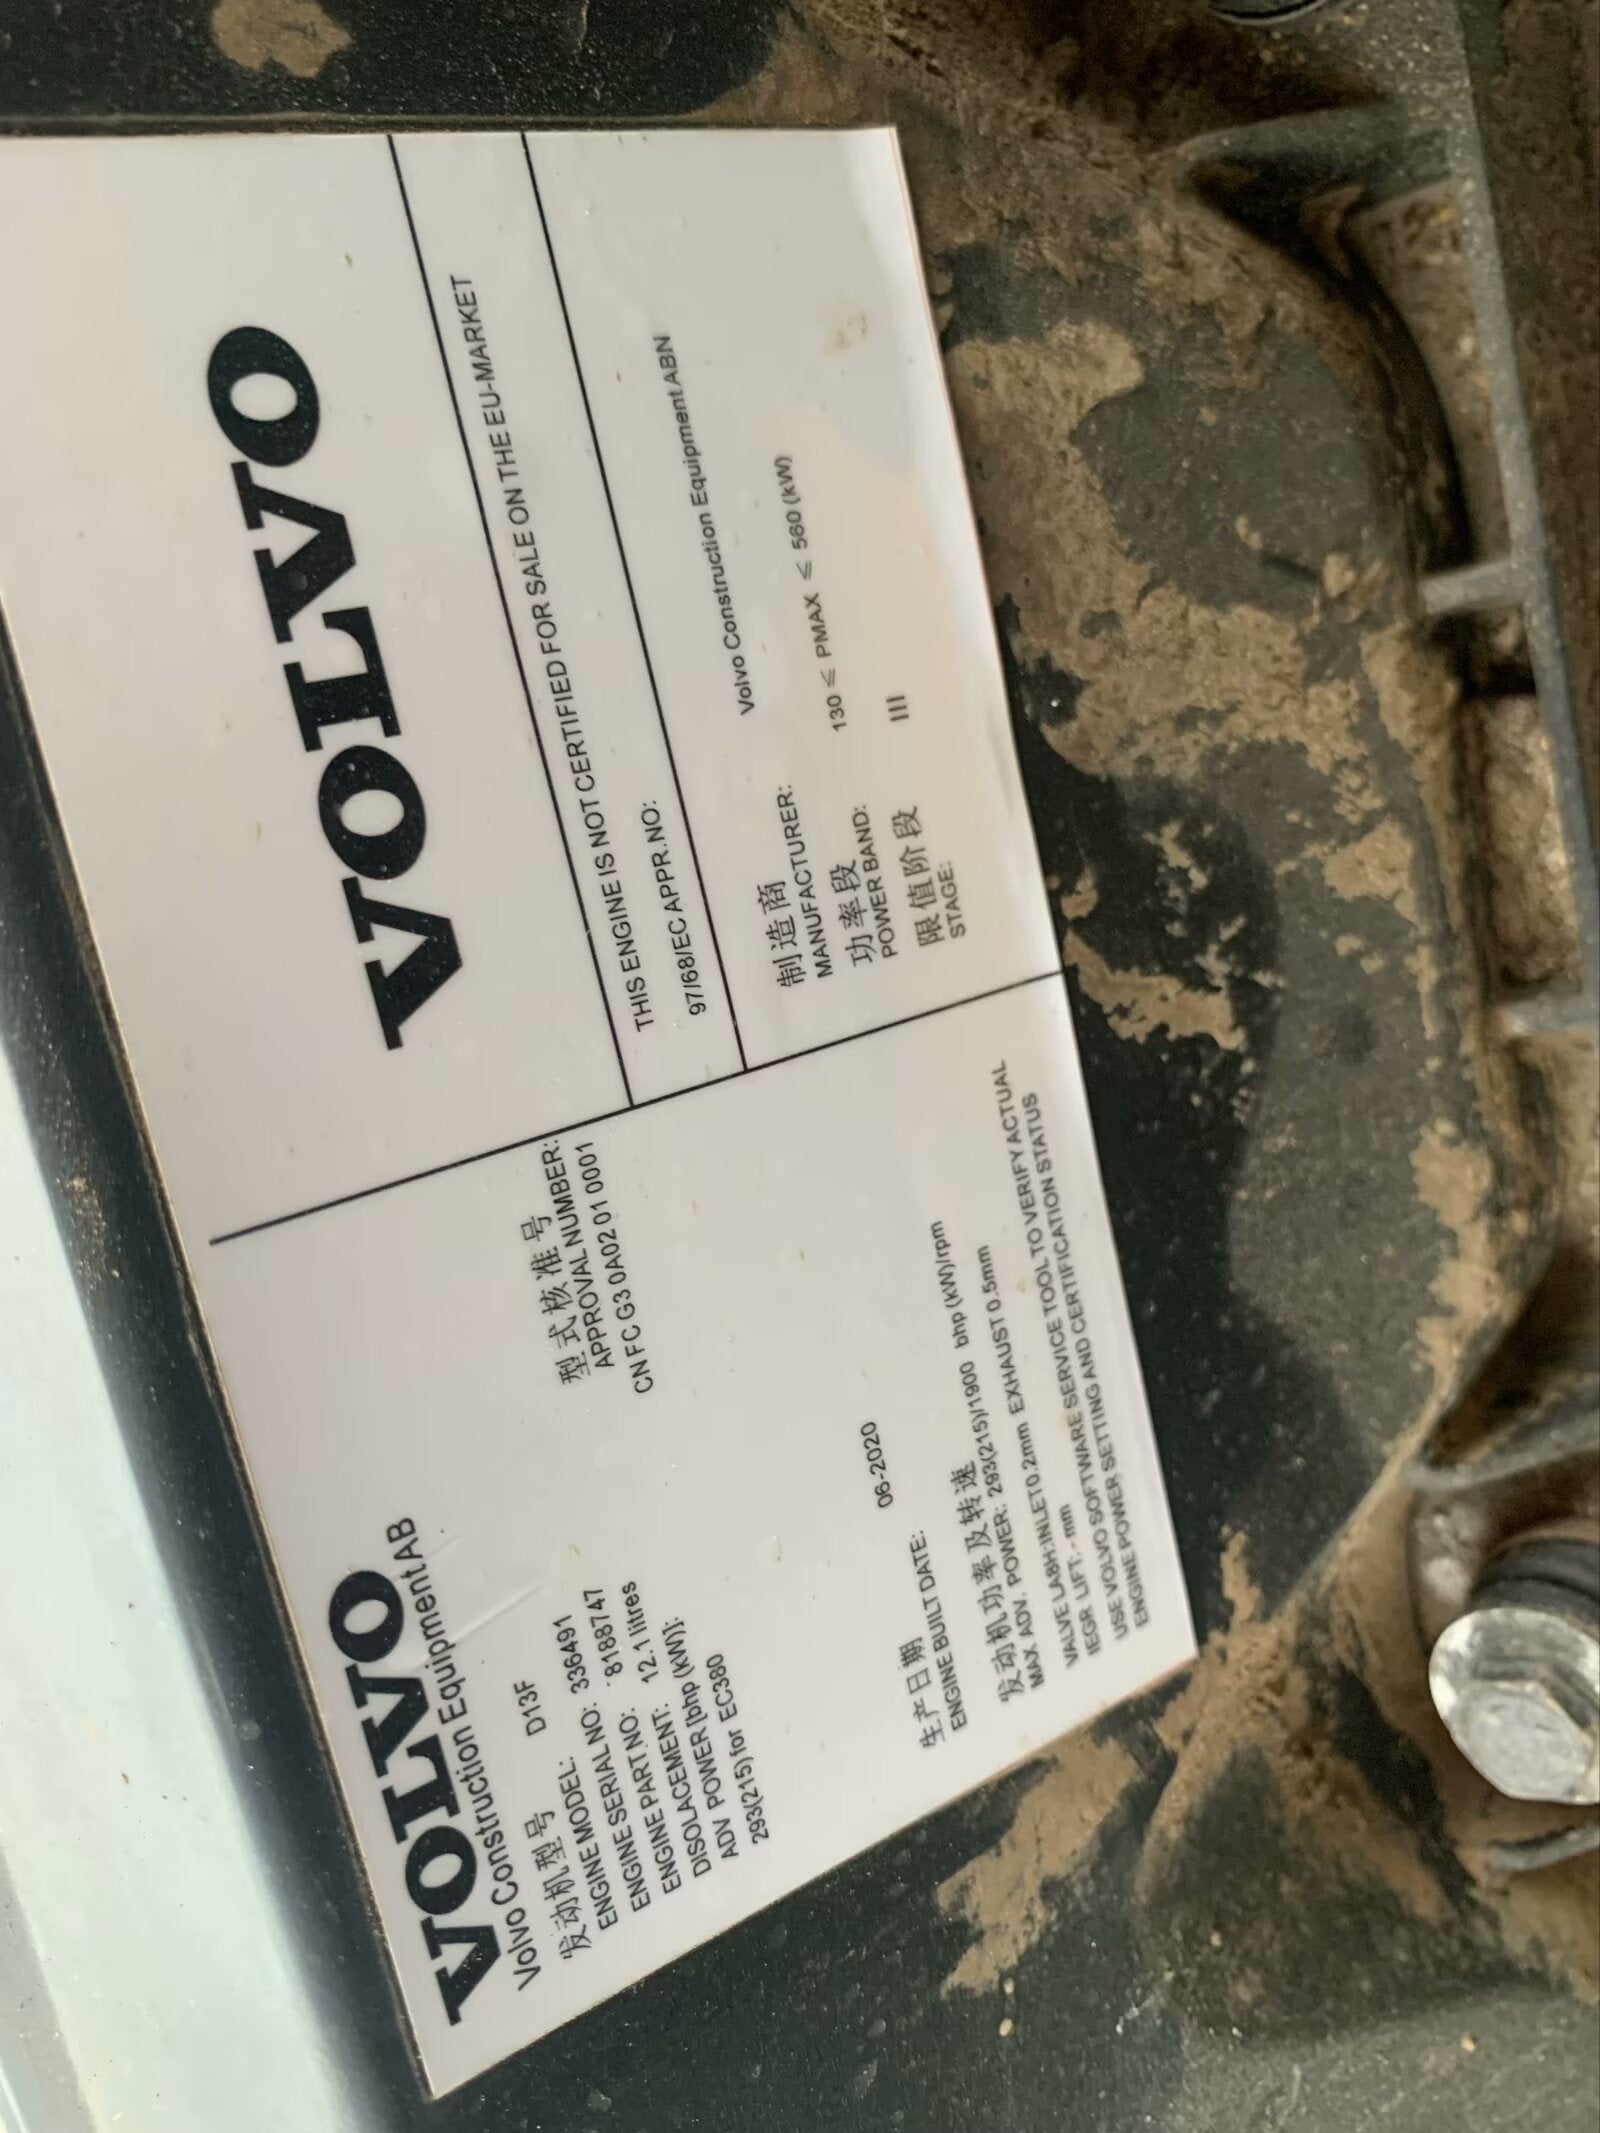 VOLVO
Volvo Construction Equipment AB
发动机型号
ENGINE MODEL: D13F
ENGINE SERIAL NO: 336491
ENGINE PART NO: 8188747
DISOLACEMENT: 12.1 litres
ADV POWER [bhp (kW)]:
293(215) for EC380
型式核准号
APPROVAL NUMBER:
CN FC G3 0A02 01 0001
生产日期
ENGINE BUILT DATE: 06-2020
发动机功率及转速
MAX. ADV. POWER: 293(215)/1900 bhp (kW)/rpm
VALVE LASH:INLET 0.2mm EXHAUST 0.5mm
IEGR LIFT: - mm
USE VOLVO SOFTWARE SERVICE TOOL TO VERIFY ACTUAL
ENGINE POWER SETTING AND CERTIFICATION STATUS
VOLVO
THIS ENGINE IS NOT CERTIFIED FOR SALE ON THE EU-MARKET
97/68/EC APPR.NO:
制造商
MANUFACTURER: Volvo Construction Equipment ABN
功率段
POWER BAND: 130 ≤ PMAX ≤ 560 (kW)
限值阶段
STAGE: III